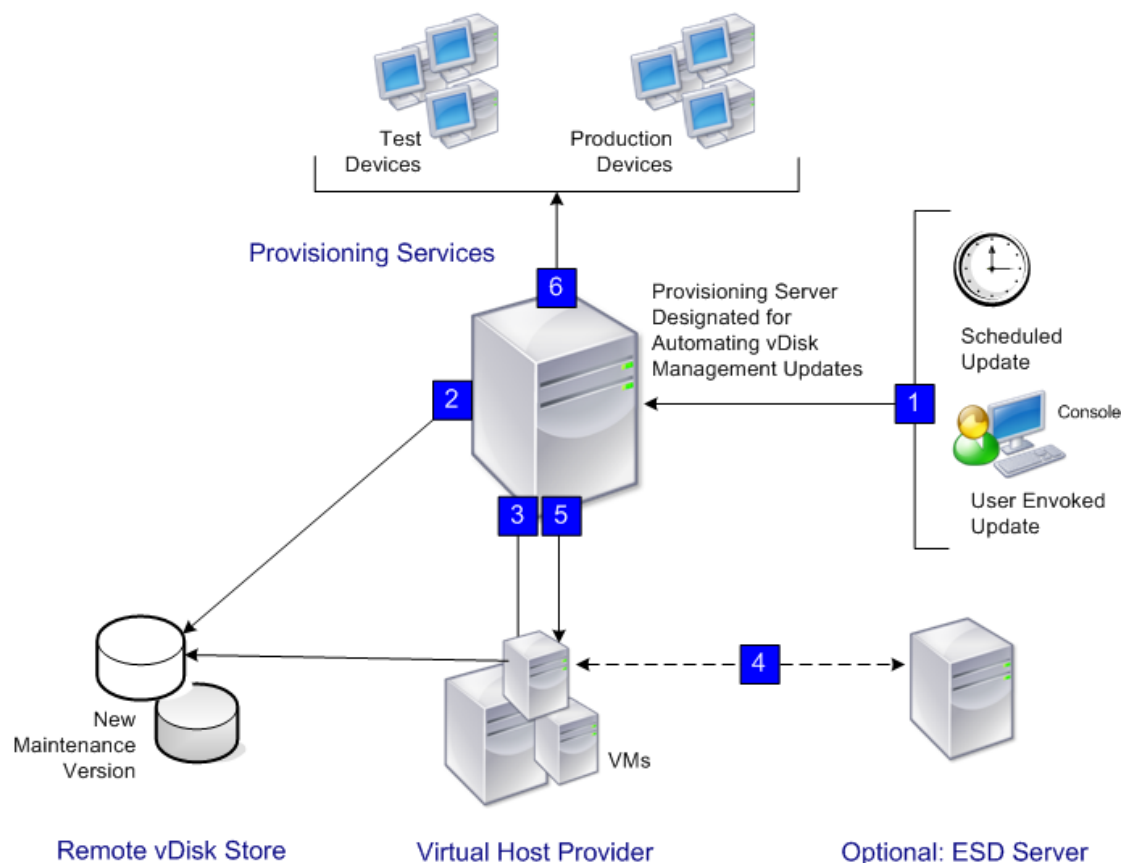 Test
Devices
Production
Devices
Provisioning Services
6
Provisioning Server
Designated for
Automating vDisk
Management Updates
Scheduled
Update
2
1
Console
User Envoked
Update
3
5
4
New
Maintenance
Version
VMs
Remote vDisk Store
Virtual Host Provider
Optional: ESD Server